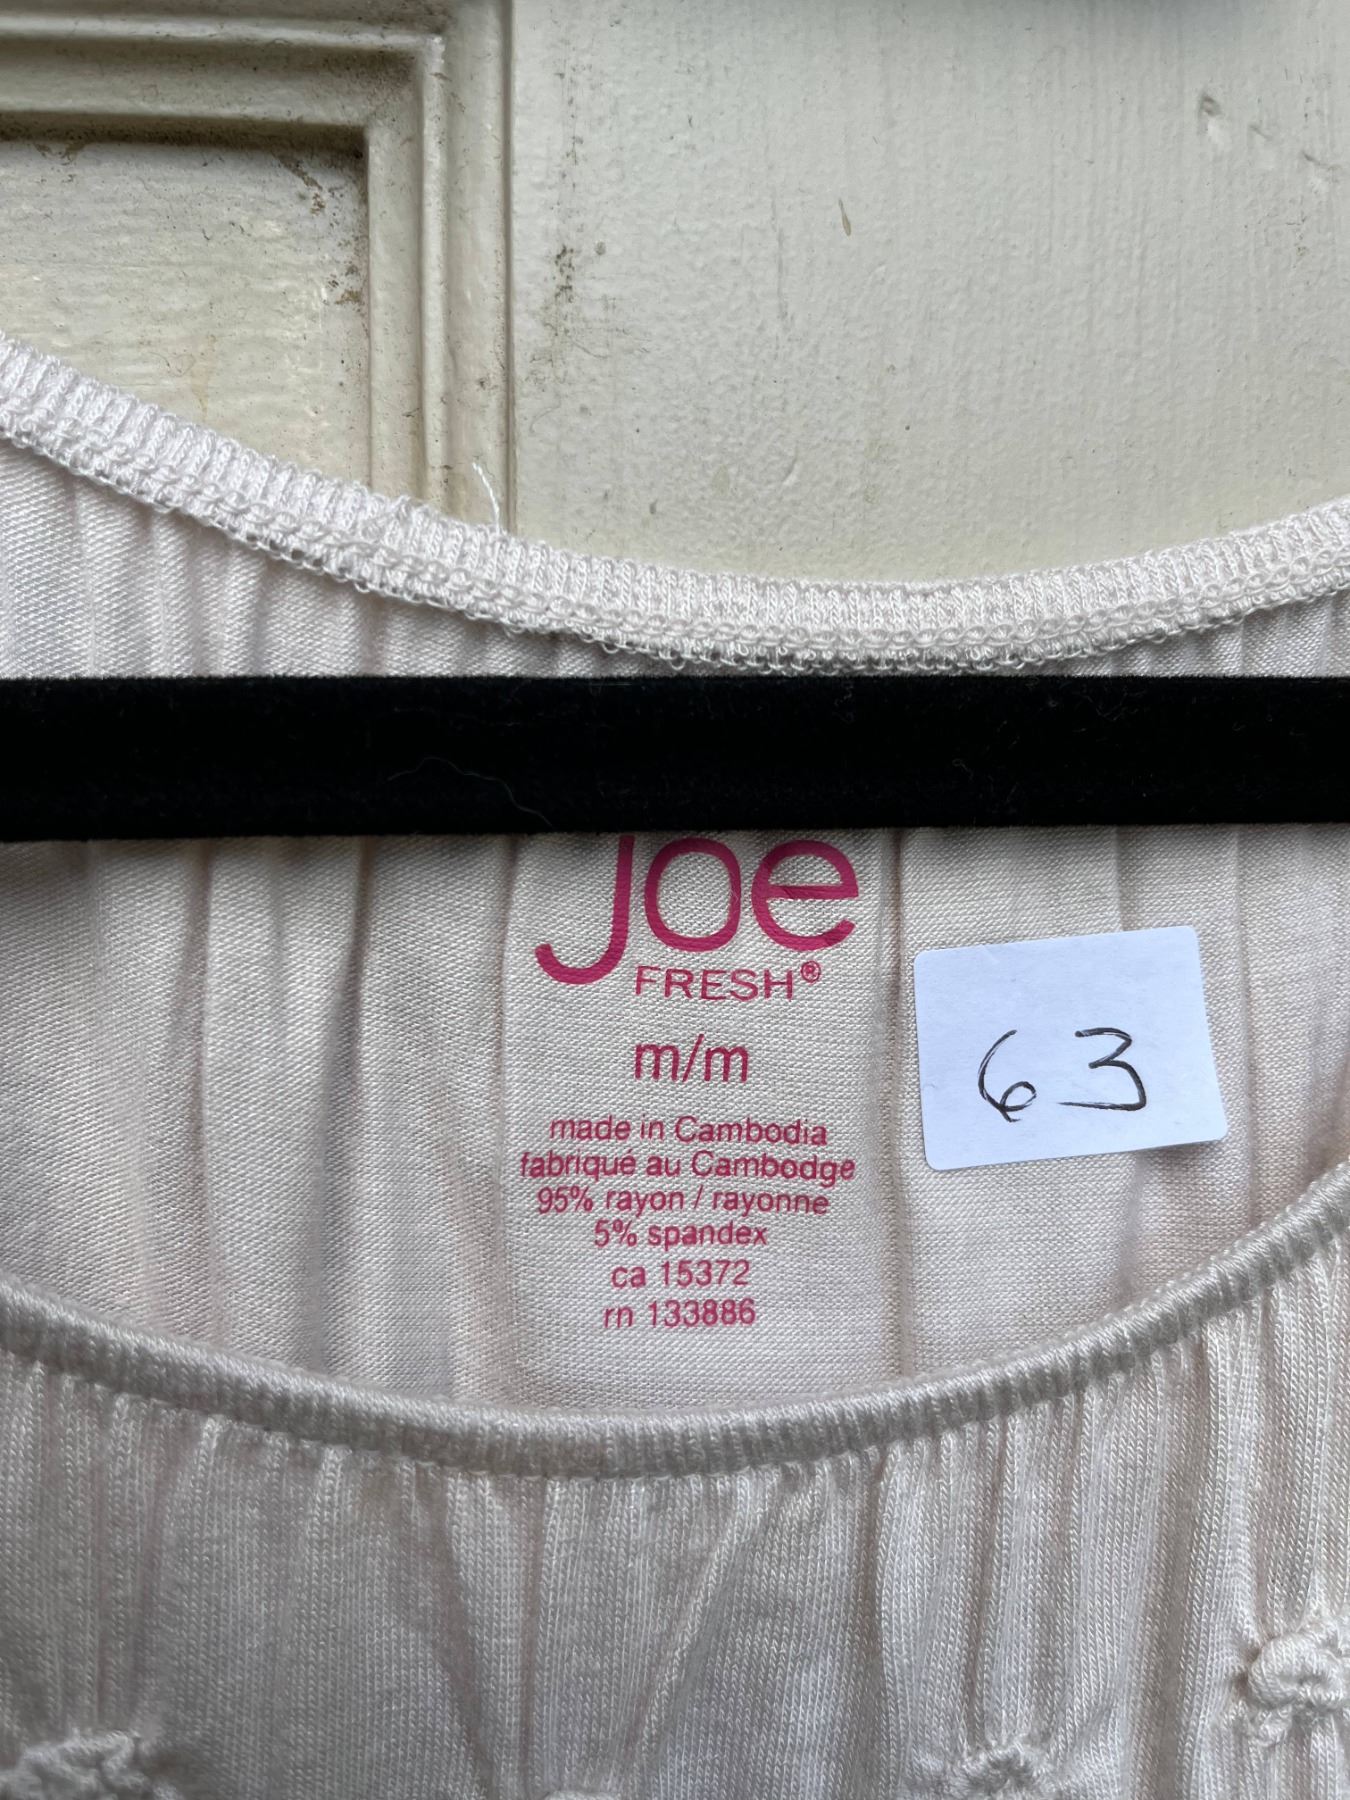 Joe
FRESH®
m/m
made in Cambodia
fabriqué au Cambodge
95% rayon / rayonne
5% spandex
ca 15372
rn 133886
63